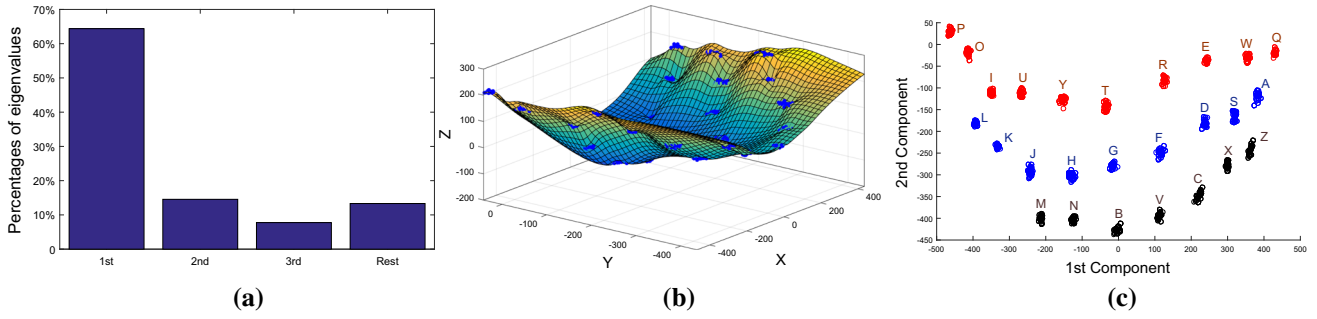 Percentages of eigenvalues
70%
60%
50%
40%
30%
20%
10%
0%
1st 2nd 3rd Rest
(a)
Z
300
200
100
0
-100
-200
0 -100 -200 -300 -400
Y
-400 -200 0 200 400
X
(b)
2nd Component
50
0
-50
-100
-150
-200
-250
-300
-350
-400
-450
P O I U Y T R E W Q
L K J H G F D S A
M N B V C X Z
-500 -400 -300 -200 -100 0 100 200 300 400 500
1st Component
(c)